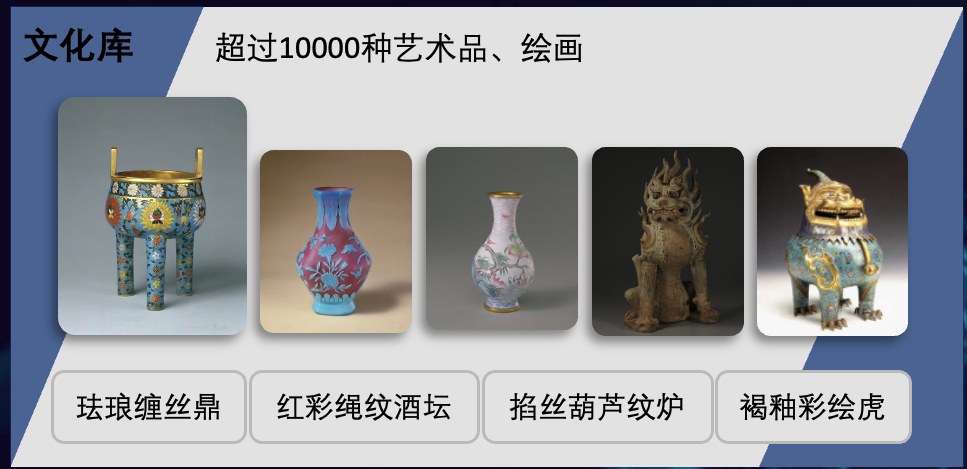 文化库
超过10000种艺术品、绘画
珐琅缠丝鼎
红彩绳纹酒坛
掐丝葫芦纹炉
褐釉彩绘虎